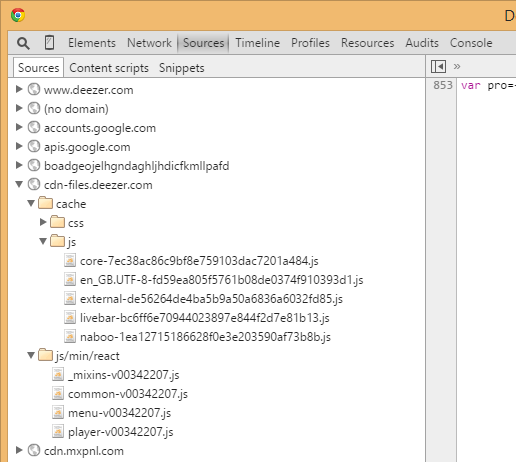 D
Elements Network Sources Timeline Profiles Resources Audits Console
Sources Content scripts Snippets »
www.deezer.com
853 var pro=
(no domain)
accounts.google.com
apis.google.com
boadgeojelhgndaghljhdicfkmllpafd
cdn-files.deezer.com
cache
css
js
core-7ec38ac86c9bf8e759103dac7201a484.js
en_GB.UTF-8-fd59ea805f5761b08de0374f910393d1.js
external-de56264de4ba5b9a50a6836a6032fd85.js
livebar-bc6ff6e70944023897e844f2d7e81b13.js
naboo-1ea12715186628f0e3e203590af73b8b.js
js/min/react
_mixins-v00342207.js
common-v00342207.js
menu-v00342207.js
player-v00342207.js
cdn.mxpnl.com